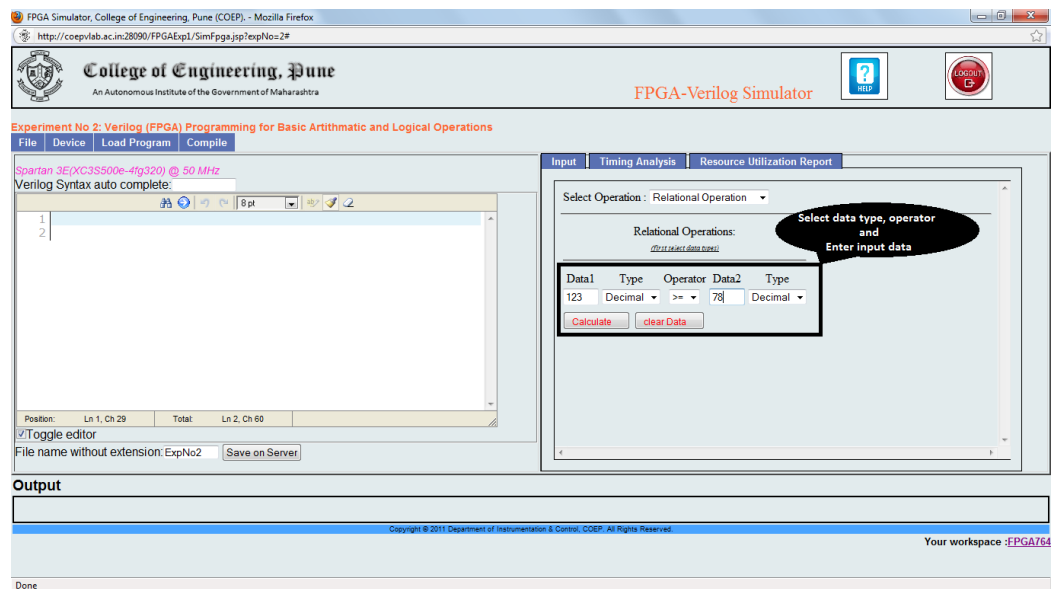 FPGA Simulator, College of Engineering, Pune (COEP). - Mozilla Firefox
http://coepvlab.ac.in:28090/FPGAExp1/SimFpga.jsp?expNo=2#
College of Engineering, Pune
An Autonomous Institute of the Government of Maharashtra
FPGA-Verilog Simulator
HELP
LOGOUT
Experiment No 2: Verilog (FPGA) Programming for Basic Artithmatic and Logical Operations
File Device Load Program Compile
Spartan 3E(XC3S500e-4fg320) @ 50 MHz
Verilog Syntax auto complete:
8 pt
1
2
Position: Ln 1, Ch 29 Total: Ln 2, Ch 60
Toggle editor
File name without extension: ExpNo2 Save on Server
Input Timing Analysis Resource Utilization Report
Select Operation : Relational Operation
Select data type, operator
and
Enter input data
Relational Operations:
(first select data types)
Data1 Type Operator Data2 Type
123 Decimal >= 78 Decimal
Calculate clear Data
Output
Copyright © 2011 Department of Instrumentation & Control, COEP. All Rights Reserved.
Your workspace :FPGA764
Done